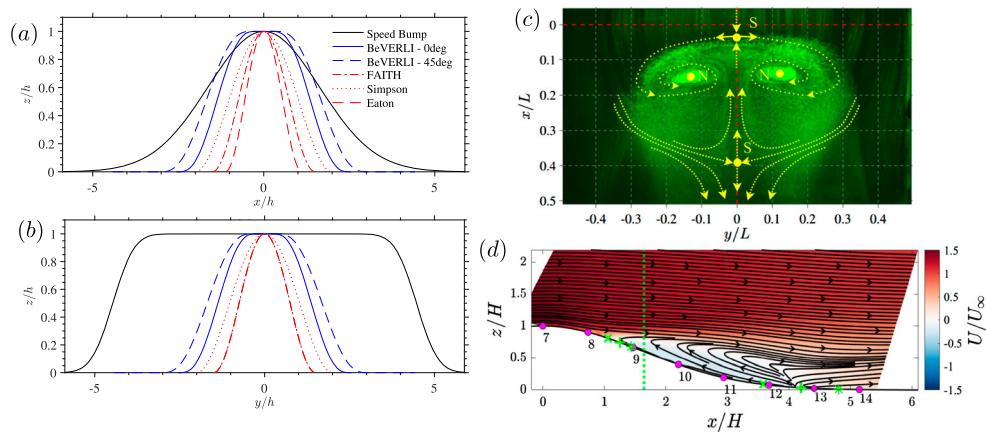 (a)
z/h
1
0.8
0.6
0.4
0.2
0
-5 -2 0 2 5
x/h
Speed Bump
BeVERLI - 0deg
BeVERLI - 45deg
FAITH
Simpson
Eaton
(b)
z/h
1
0.8
0.6
0.4
0.2
0
-5 -2 0 2 5
y/h
(c)
x/L
0
0.1
0.2
0.3
0.4
0.5
S
N N
S
-0.4 -0.3 -0.2 -0.1 0 0.1 0.2 0.3 0.4
y/L
(d)
z/H
2
1.5
1
0.5
0
7 8 9 10 11 12 13 14
0 1 2 3 4 5 6
x/H
1.5
1
0.5
0
-0.5
-1
-1.5
U/U∞